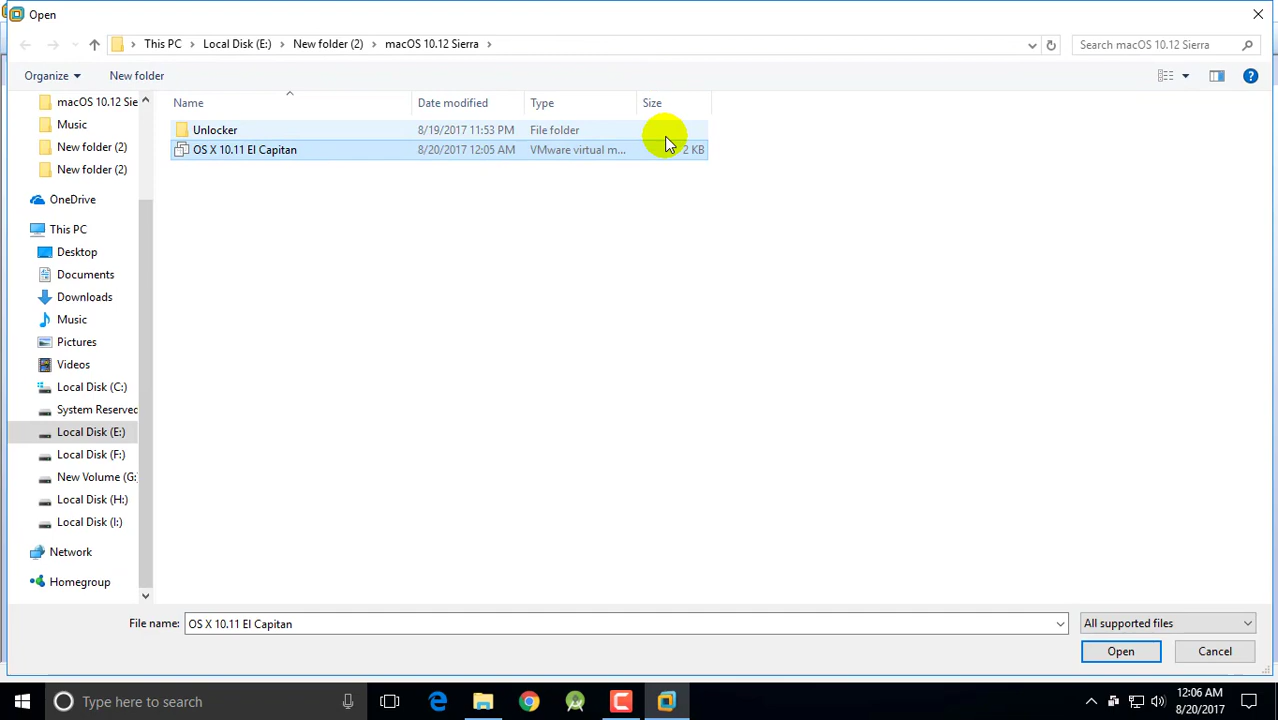 Open
This PC
Local Disk (E:)
New folder (2)
macOS 10.12 Sierra
Search macOS 10.12 Sierra
Organize
New folder
Name
Date modified
Type
Size
Unlocker
8/19/2017 11:53 PM
File folder
OS X 10.11 El Capitan
8/20/2017 12:05 AM
VMware virtual m...
2 KB
macOS 10.12 Sie
Music
New folder (2)
New folder (2)
OneDrive
This PC
Desktop
Documents
Downloads
Music
Pictures
Videos
Local Disk (C:)
System Reserved
Local Disk (E:)
Local Disk (F:)
New Volume (G:
Local Disk (H:)
Local Disk (I:)
Network
Homegroup
File name:
OS X 10.11 El Capitan
All supported files
Open
Cancel
Type here to search
12:06 AM
8/20/2017